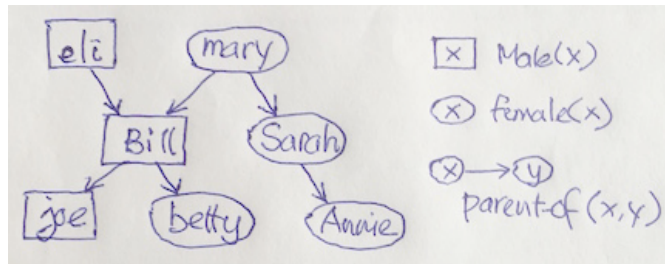 eli
mary
Bill
Sarah
joe
betty
Annie
x Male(x)
x female(x)
x y
parent-of (x,y)